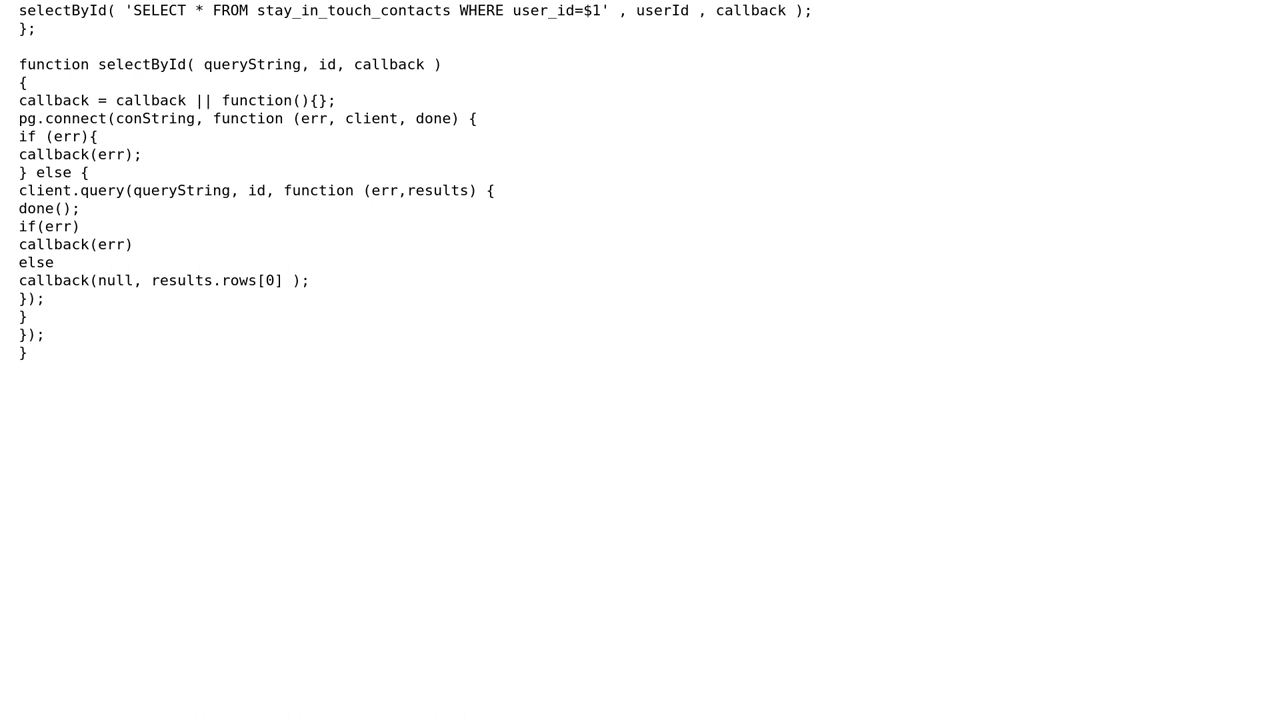 selectById( 'SELECT * FROM stay_in_touch_contacts WHERE user_id=$1' , userId , callback );
};

function selectById( queryString, id, callback )
{
callback = callback || function(){};
pg.connect(conString, function (err, client, done) {
if (err){
callback(err);
} else {
client.query(queryString, id, function (err,results) {
done();
if(err)
callback(err)
else
callback(null, results.rows[0] );
});
}
});
}